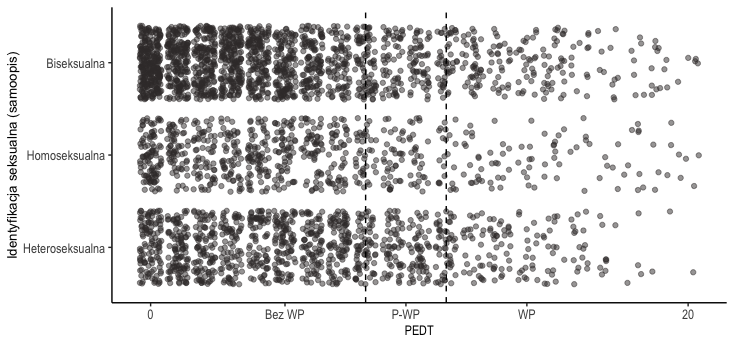 Identyfikacja seksualna (samoopis)
Biseksualna
Homoseksualna
Heteroseksualna
0 Bez WP P-WP WP 20
PEDT